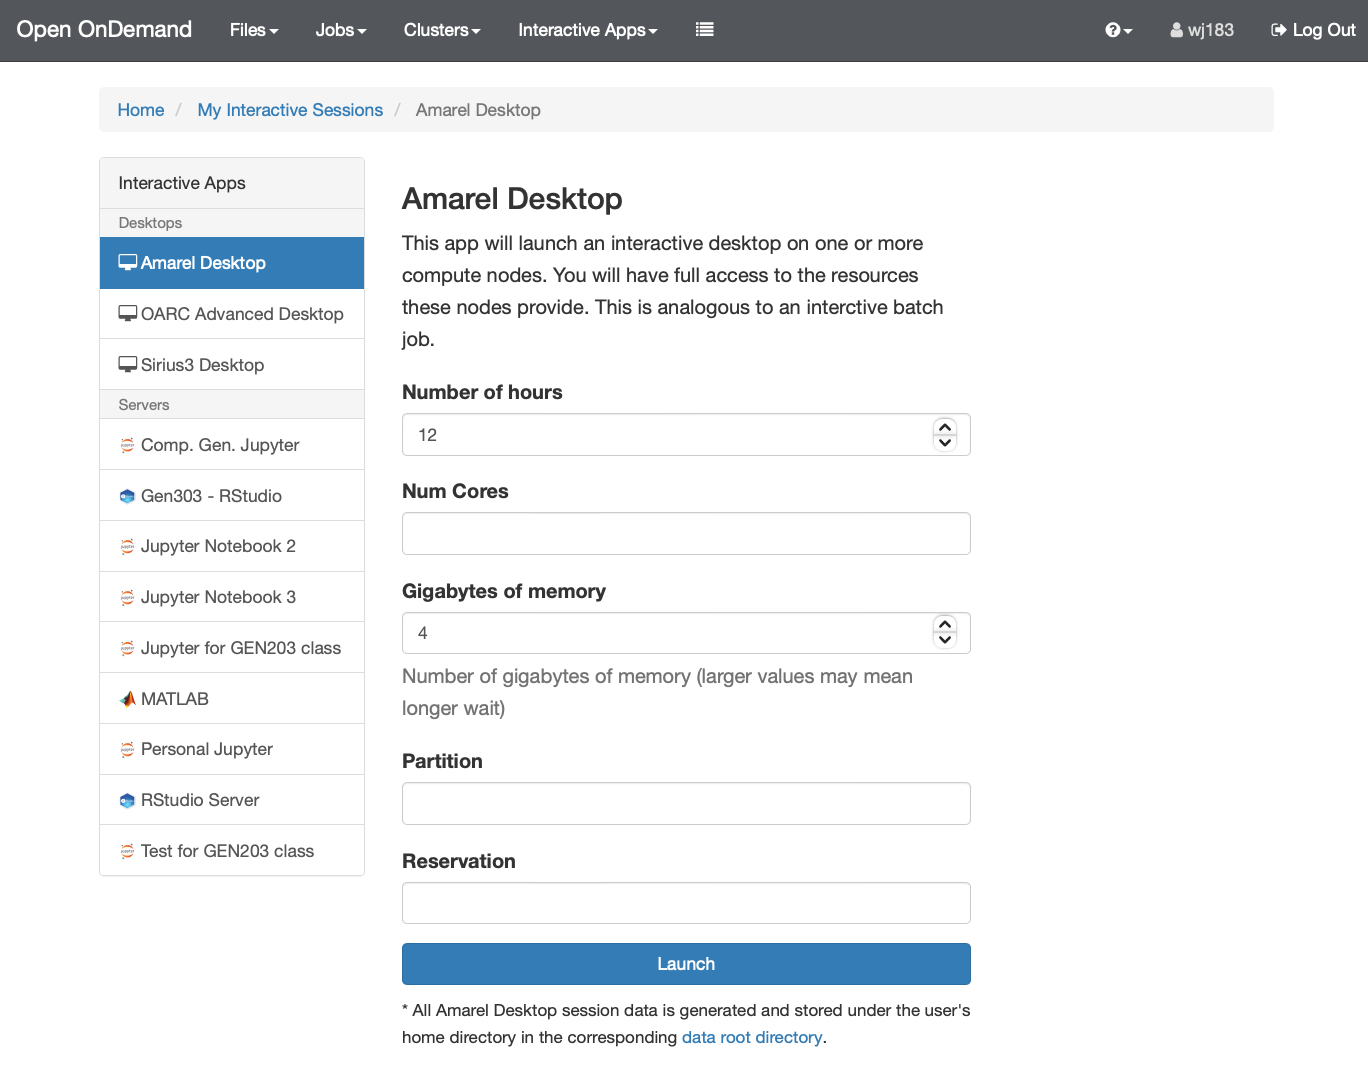 Open OnDemand Files Jobs Clusters Interactive Apps wj183 Log Out
Home / My Interactive Sessions / Amarel Desktop
Interactive Apps
Desktops
Amarel Desktop
OARC Advanced Desktop
Sirius3 Desktop
Servers
Comp. Gen. Jupyter
Gen303 - RStudio
Jupyter Notebook 2
Jupyter Notebook 3
Jupyter for GEN203 class
MATLAB
Personal Jupyter
RStudio Server
Test for GEN203 class
Amarel Desktop
This app will launch an interactive desktop on one or more
compute nodes. You will have full access to the resources
these nodes provide. This is analogous to an interctive batch
job.
Number of hours
12
Num Cores
Gigabytes of memory
4
Number of gigabytes of memory (larger values may mean
longer wait)
Partition
Reservation
Launch
* All Amarel Desktop session data is generated and stored under the user's
home directory in the corresponding data root directory.